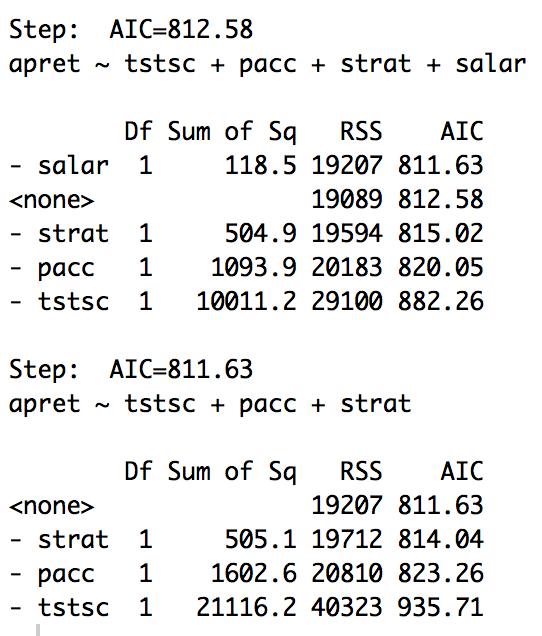 Step:  AIC=812.58
apret ~ tstsc + pacc + strat + salar
        Df Sum of Sq   RSS    AIC
- salar  1     118.5 19207 811.63
<none>               19089 812.58
- strat  1     504.9 19594 815.02
- pacc   1    1093.9 20183 820.05
- tstsc  1   10011.2 29100 882.26
Step:  AIC=811.63
apret ~ tstsc + pacc + strat
        Df Sum of Sq   RSS    AIC
<none>               19207 811.63
- strat  1     505.1 19712 814.04
- pacc   1    1602.6 20810 823.26
- tstsc  1   21116.2 40323 935.71